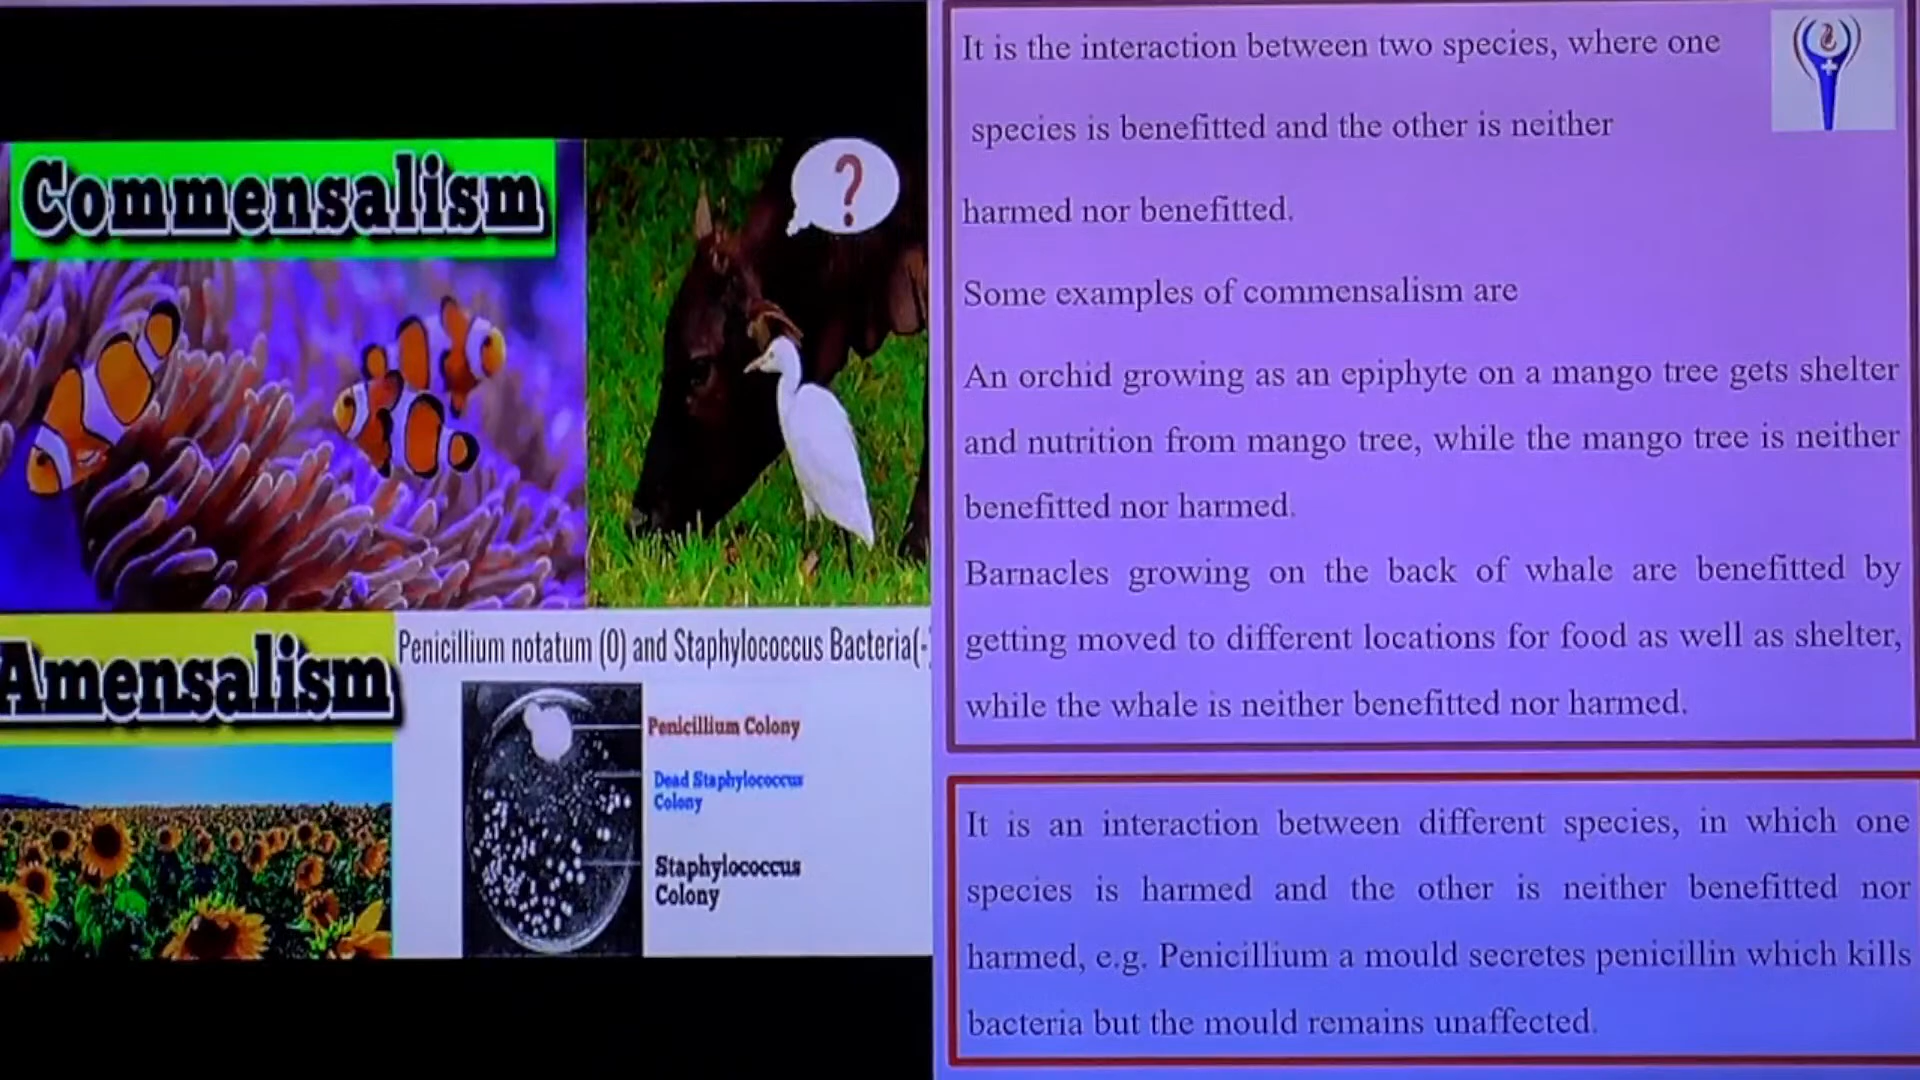 Commensalism
?
Amensalism
Penicillium notatum (0) and Staphylococcus Bacteria(-
Penicillium Colony
Dead Staphylococcus
Colony
Staphylococcus
Colony
It is the interaction between two species, where one
species is benefitted and the other is neither
harmed nor benefitted.
Some examples of commensalism are
An orchid growing as an epiphyte on a mango tree gets shelter
and nutrition from mango tree, while the mango tree is neither
benefitted nor harmed.
Barnacles growing on the back of whale are benefitted by
getting moved to different locations for food as well as shelter,
while the whale is neither benefitted nor harmed.
It is an interaction between different species, in which one
species is harmed and the other is neither benefitted nor
harmed, e.g. Penicillium a mould secretes penicillin which kills
bacteria but the mould remains unaffected.